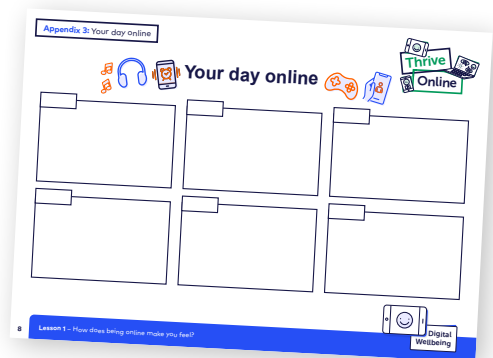 Appendix 3: Your day online
Your day online
Thrive
Online
8
Lesson 1 – How does being online make you feel?
Digital
Wellbeing